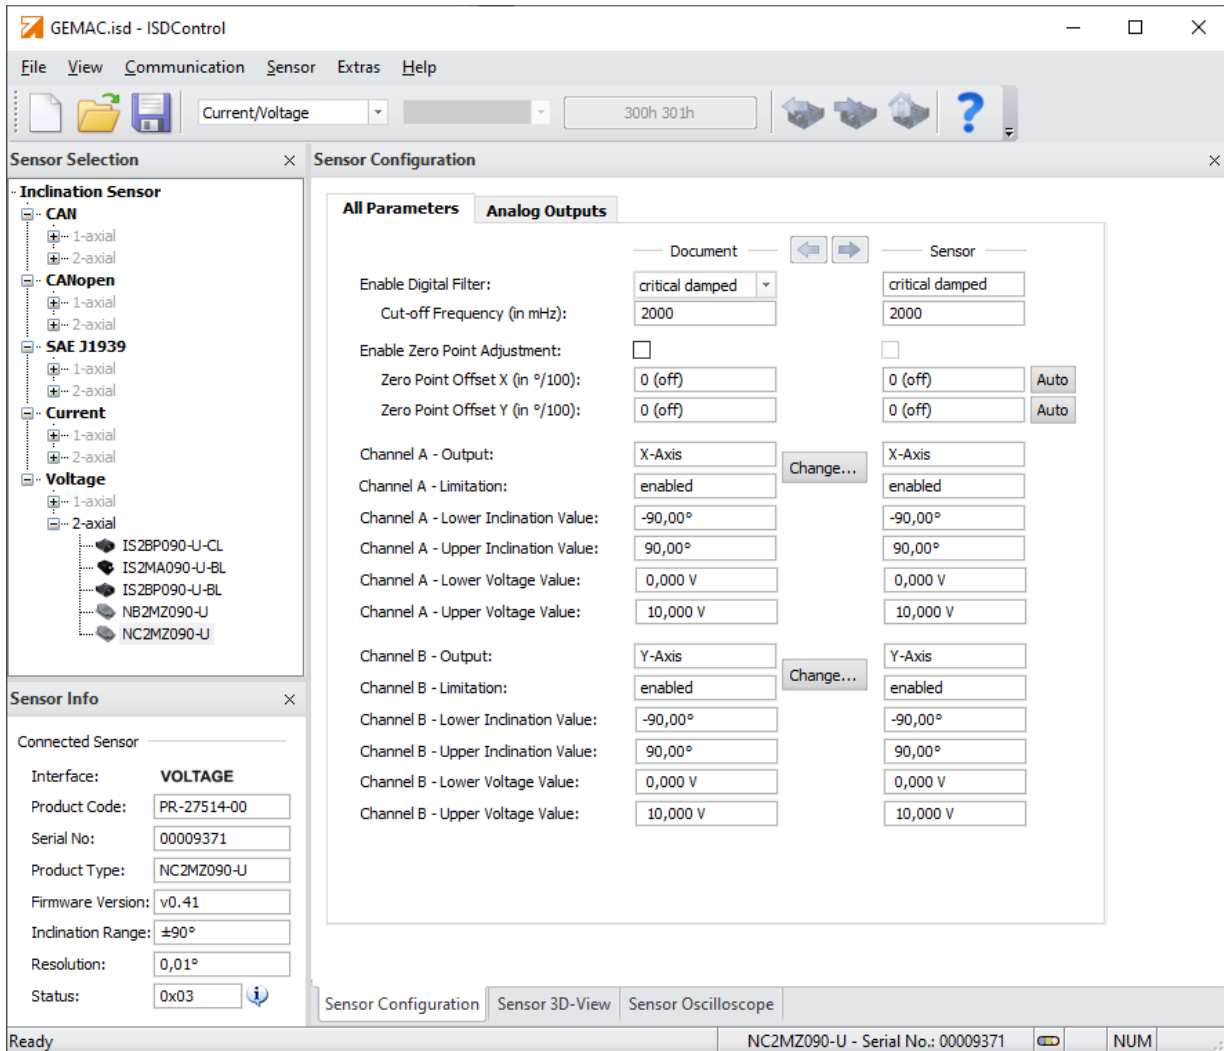 GEMAC.isd - ISDControl
File View Communication Sensor Extras Help
Current/Voltage 300h 301h ?
Sensor Selection
Inclination Sensor
CAN
1-axial
2-axial
CANopen
1-axial
2-axial
SAE J1939
1-axial
2-axial
Current
1-axial
2-axial
Voltage
1-axial
2-axial
IS2BP090-U-CL
IS2MA090-U-BL
IS2BP090-U-BL
NB2MZ090-U
NC2MZ090-U
Sensor Info
Connected Sensor
Interface: VOLTAGE
Product Code: PR-27514-00
Serial No: 00009371
Product Type: NC2MZ090-U
Firmware Version: v0.41
Inclination Range: ±90°
Resolution: 0,01°
Status: 0x03
Sensor Configuration
All Parameters Analog Outputs
Document Sensor
Enable Digital Filter: critical damped critical damped
Cut-off Frequency (in mHz): 2000 2000
Enable Zero Point Adjustment:
Zero Point Offset X (in °/100): 0 (off) 0 (off) Auto
Zero Point Offset Y (in °/100): 0 (off) 0 (off) Auto
Channel A - Output: X-Axis Change... X-Axis
Channel A - Limitation: enabled enabled
Channel A - Lower Inclination Value: -90,00° -90,00°
Channel A - Upper Inclination Value: 90,00° 90,00°
Channel A - Lower Voltage Value: 0,000 V 0,000 V
Channel A - Upper Voltage Value: 10,000 V 10,000 V
Channel B - Output: Y-Axis Change... Y-Axis
Channel B - Limitation: enabled enabled
Channel B - Lower Inclination Value: -90,00° -90,00°
Channel B - Upper Inclination Value: 90,00° 90,00°
Channel B - Lower Voltage Value: 0,000 V 0,000 V
Channel B - Upper Voltage Value: 10,000 V 10,000 V
Sensor Configuration Sensor 3D-View Sensor Oscilloscope
Ready NC2MZ090-U - Serial No.: 00009371 NUM